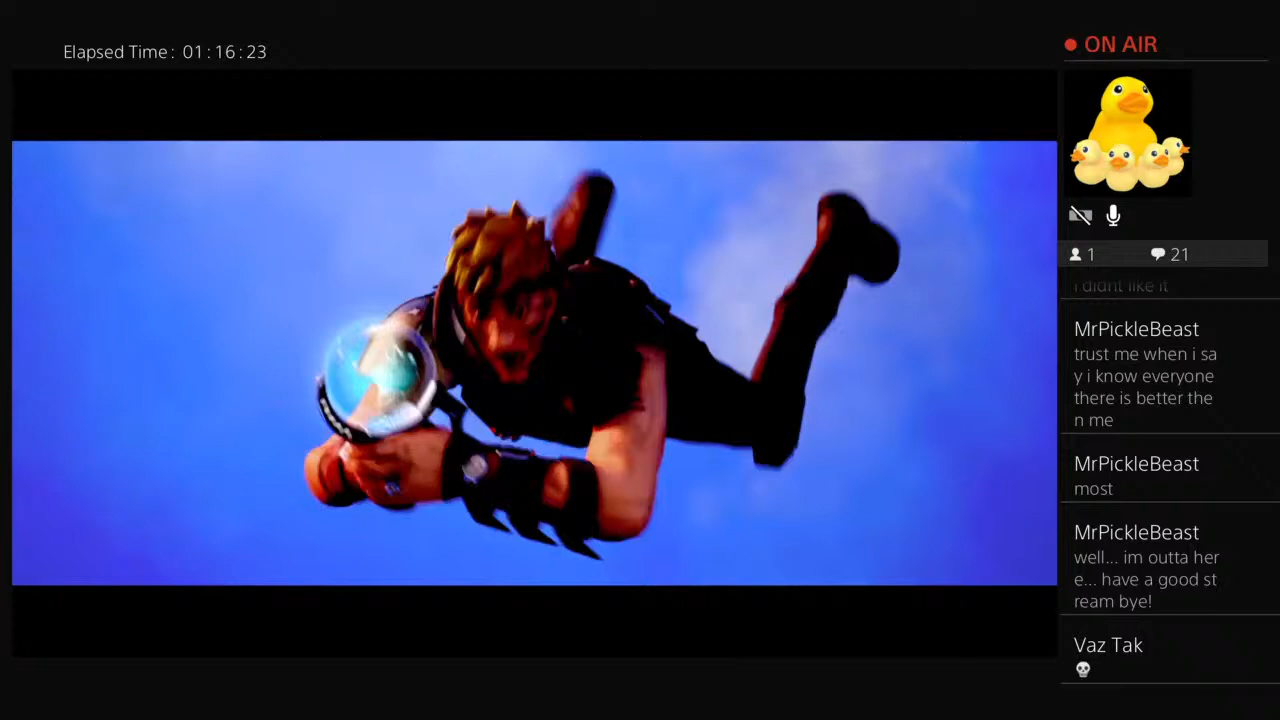 Elapsed Time: 01:16:23
ON AIR
1
21
i didnt like it
MrPickleBeast
trust me when i sa
y i know everyone
there is better the
n me
MrPickleBeast
most
MrPickleBeast
well... im outta her
e... have a good st
ream bye!
Vaz Tak
💀